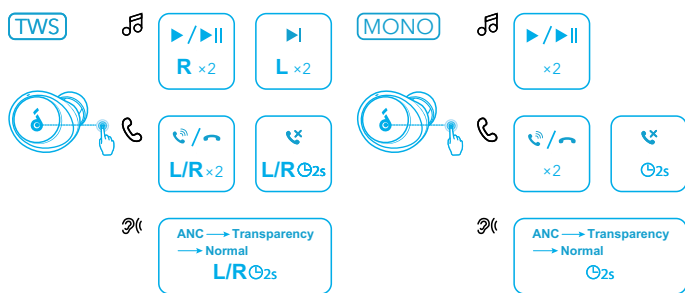 TWS
R ×2
L ×2
L/R ×2
L/R 2s
ANC → Transparency
→ Normal
L/R 2s
MONO
×2
×2
2s
ANC → Transparency
→ Normal
2s